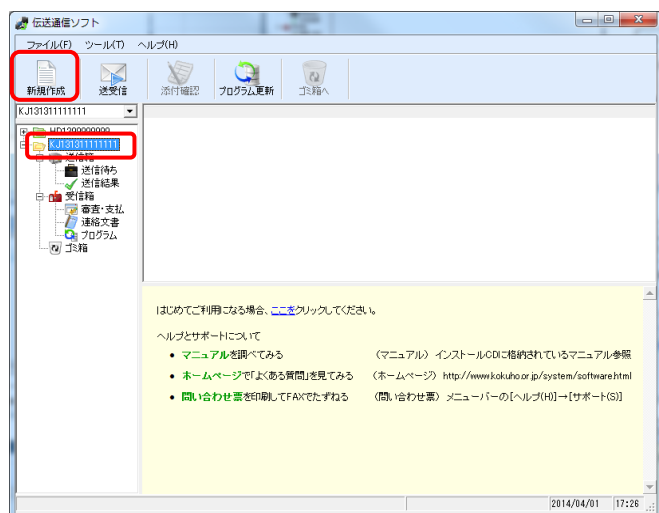 伝送通信ソフト
ファイル(F) ツール(T) ヘルプ(H)
新規作成 送受信 添付確認 プログラム更新 ゴミ箱へ
KJ131311111111
KJ131311111111
送信箱
送信待ち
送信結果
受信箱
審査・支払
連絡文書
プログラム
ゴミ箱
はじめてご利用になる場合、ここをクリックしてください。
ヘルプとサポートについて
• マニュアルを調べてみる (マニュアル) インストールCDに格納されているマニュアル参照
• ホームページで「よくある質問」を見てみる (ホームページ) http://www.kokuho.or.jp/system/software.html
• 問い合わせ票を印刷してFAXでたずねる (問い合わせ票) メニューバーの[ヘルプ(H)]→[サポート(S)]
2014/04/01 17:26